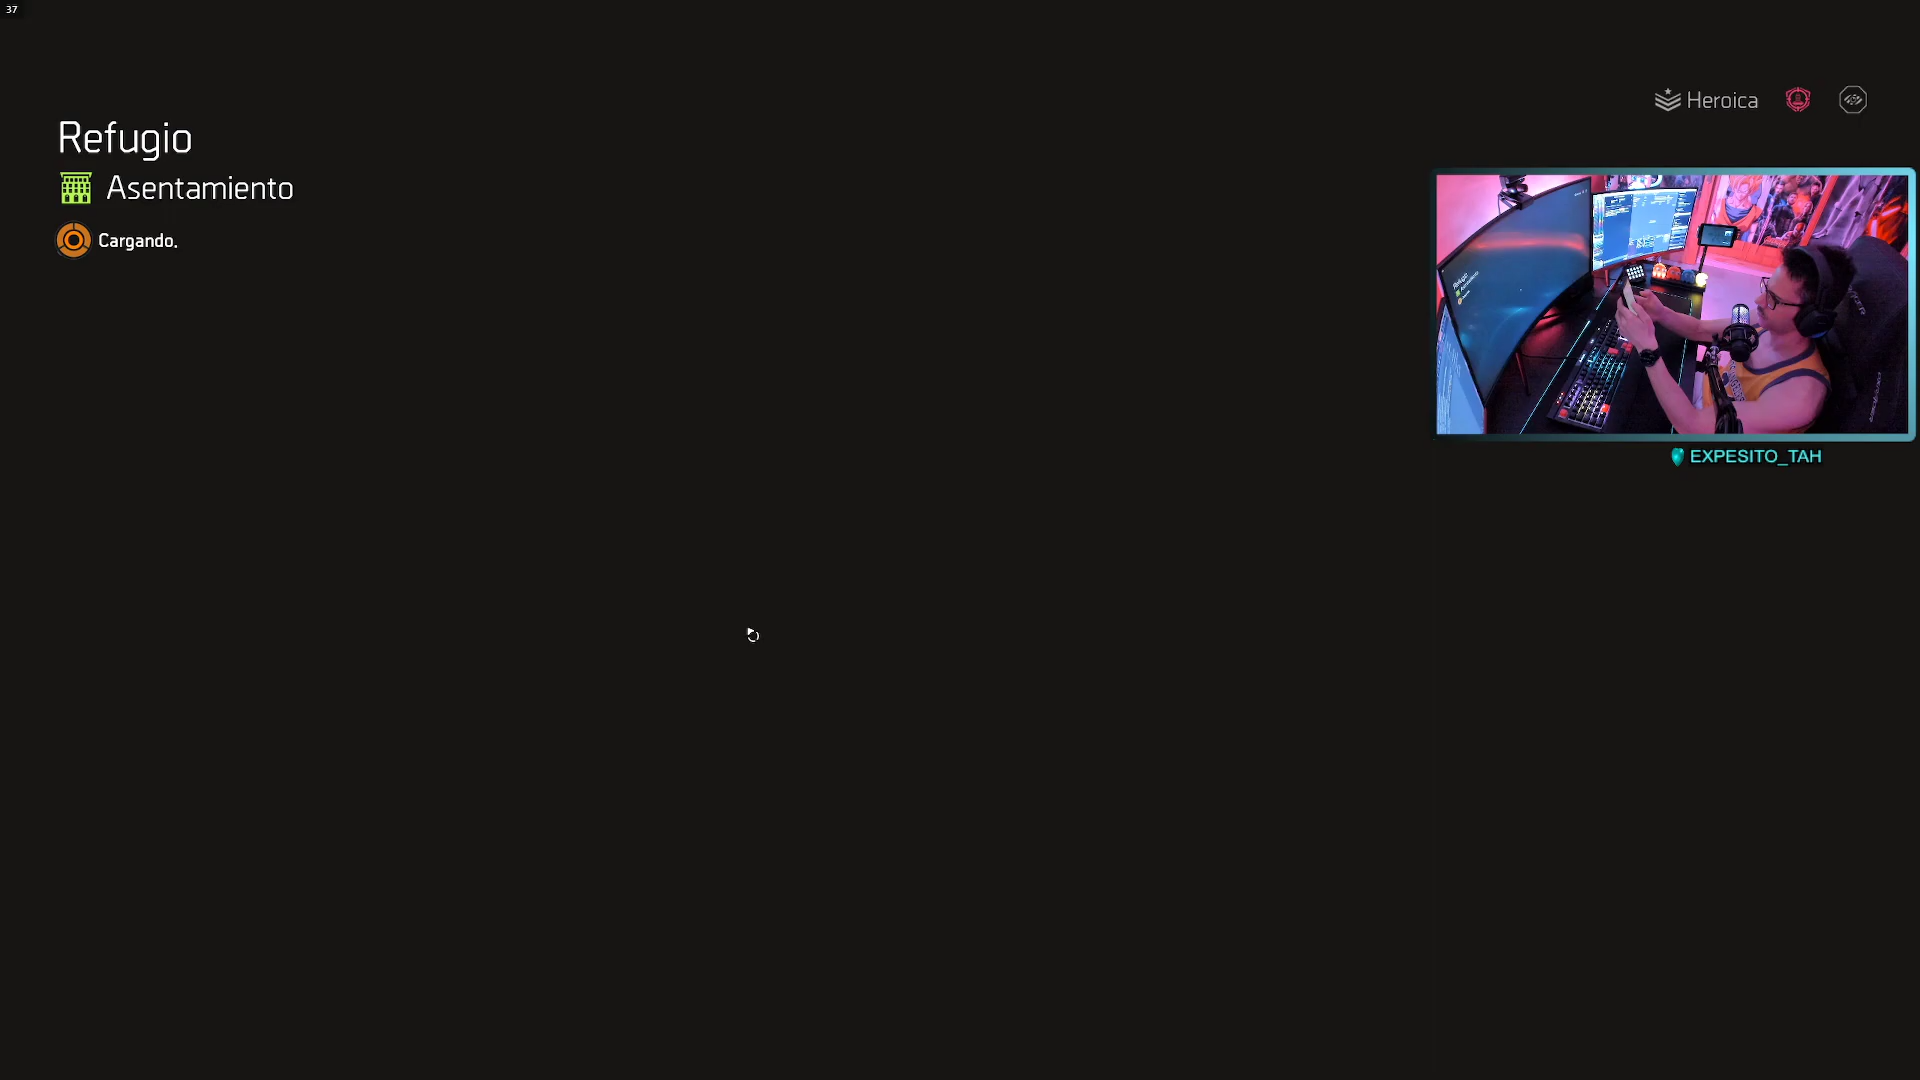 37
Heroica
Refugio
Asentamiento
Cargando.
EXPESITO_TAH